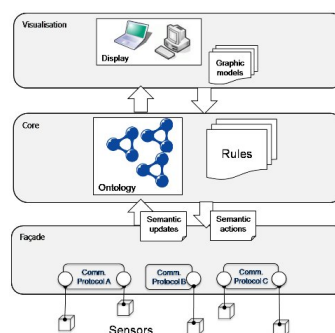 Visualisation
Display
Graphic
models
Core
Ontology
Rules
Semantic
updates
Semantic
actions
Façade
Comm.
Protocol A
Comm.
Protocol B
Comm.
Protocol C
Sensors